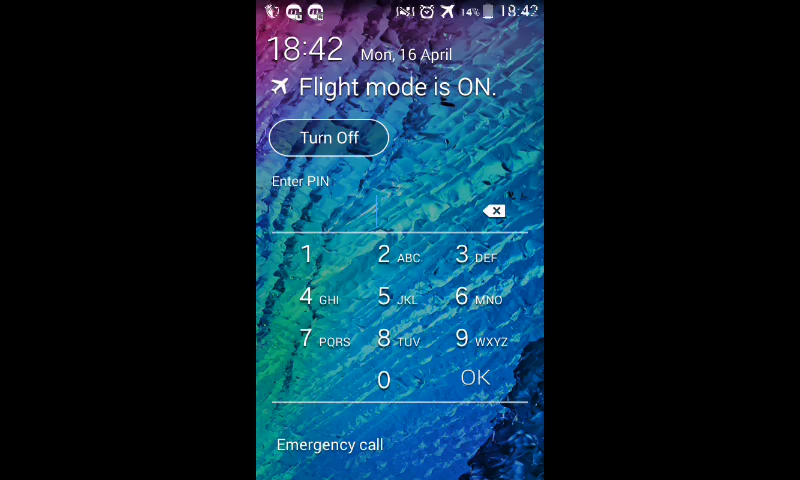 14% 18:42
18:42 Mon, 16 April
Flight mode is ON.
Turn Off
Enter PIN
1 2 ABC 3 DEF
4 GHI 5 JKL 6 MNO
7 PQRS 8 TUV 9 WXYZ
0 OK
Emergency call